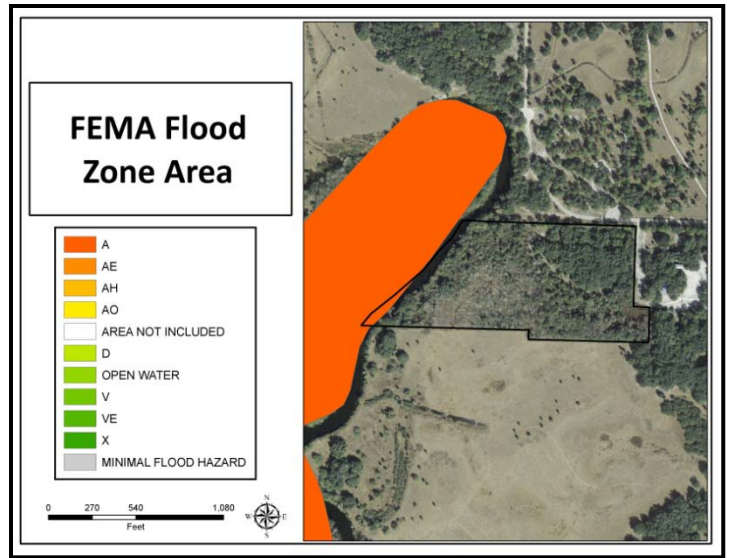 FEMA Flood
Zone Area
A
AE
AH
AO
AREA NOT INCLUDED
D
OPEN WATER
V
VE
X
MINIMAL FLOOD HAZARD
0 270 540 1,080
Feet
N
W E
S